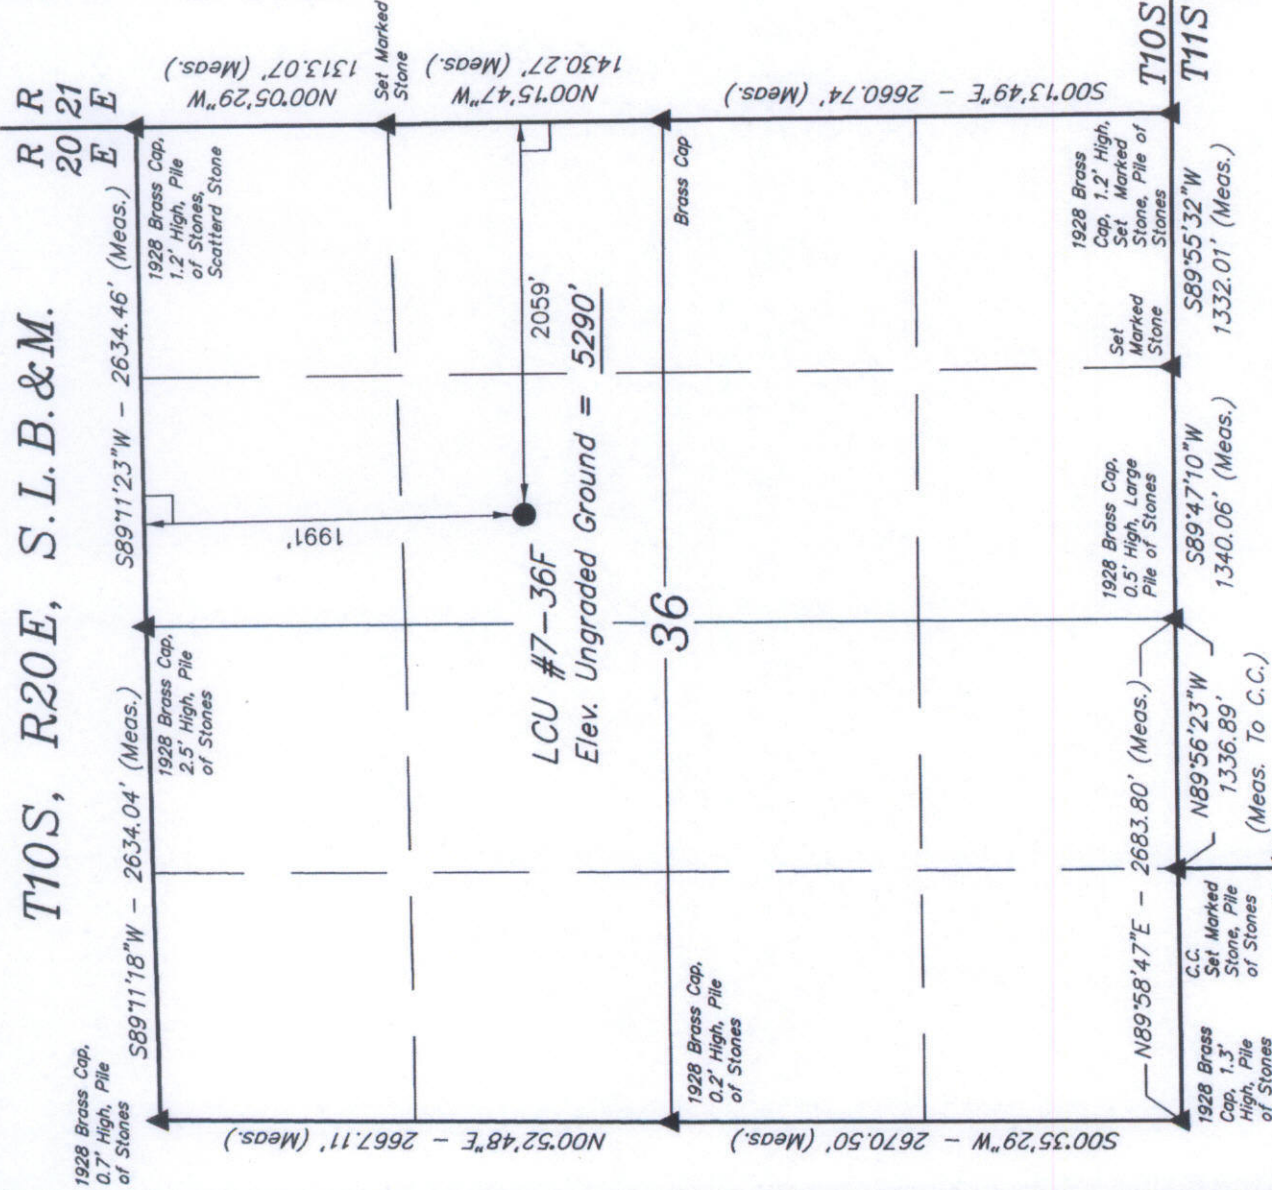 T10S, R20E, S.L.B.&M.
R R
20 21
E E
1928 Brass Cap,
0.7' High, Pile
of Stones
S89°11'18"W - 2634.04' (Meas.)
1928 Brass Cap,
2.5' High, Pile
of Stones
S89°11'23"W - 2634.46' (Meas.)
1928 Brass Cap,
1.2' High, Pile
of Stones,
Scatterd Stone
N00°05'29"W
1313.07' (Meas.)
Set Marked
Stone
N00°15'47"W
1430.27' (Meas.)
1991'
2059'
LCU #7-36F
Elev. Ungraded Ground = 5290'
N00°52'48"E - 2667.11' (Meas.)
36
Brass Cap
1928 Brass Cap,
0.2' High, Pile
of Stones
S00°35'29"W - 2670.50' (Meas.)
S00°13'49"E - 2660.74' (Meas.)
N89°58'47"E - 2683.80' (Meas.)
1928 Brass Cap,
0.5' High, Large
Pile of Stones
Set
Marked
Stone
1928 Brass
Cap, 1.2' High,
Set Marked
Stone, Pile of
Stones
T10S
T11S
1928 Brass
Cap, 1.3'
High, Pile
of Stones
C.C.
Set Marked
Stone, Pile
of Stones
N89°56'23"W
1336.89'
(Meas. To C.C.)
S89°47'10"W
1340.06' (Meas.)
S89°55'32"W
1332.01' (Meas.)